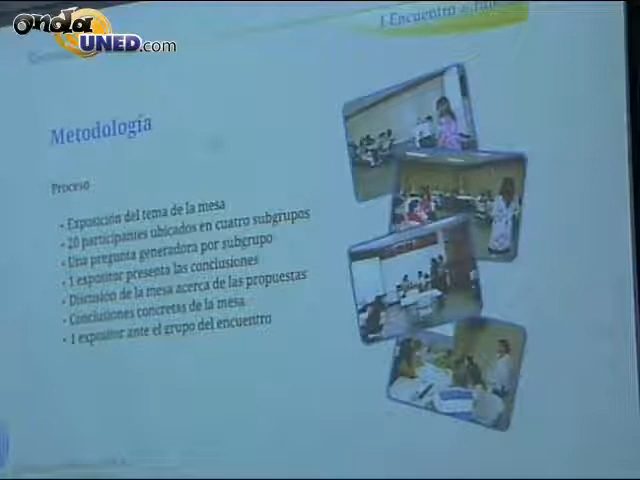 onda
UNED.com
I Encuentro
Metodología
Proceso
- Exposición del tema de la mesa
- 20 participantes ubicados en cuatro subgrupos
- Una pregunta generadora por subgrupo
- 1 expositor presenta las conclusiones
- Discusión de la mesa acerca de las propuestas
- Conclusiones concretas de la mesa
- 1 expositor ante el grupo del encuentro